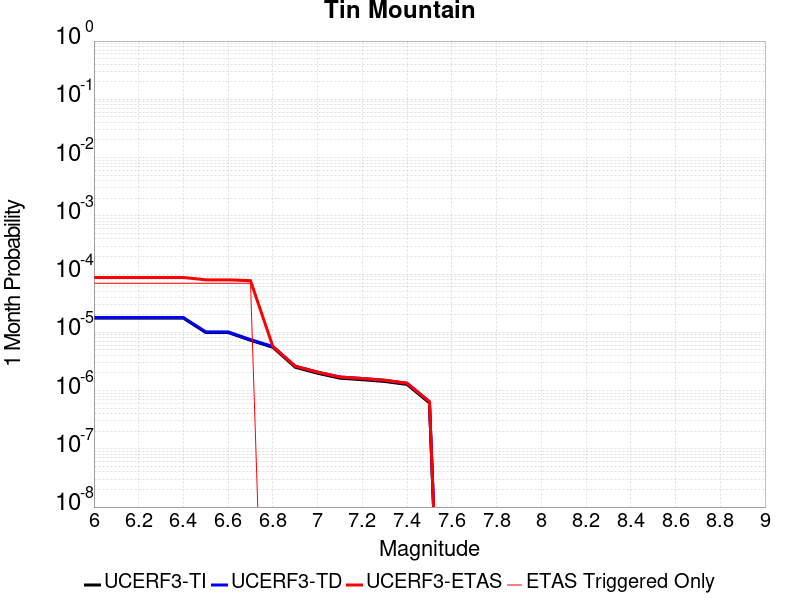 Tin Mountain
10^0
10^-1
10^-2
10^-3
10^-4
10^-5
10^-6
10^-7
10^-8
1 Month Probability
6 6.2 6.4 6.6 6.8 7 7.2 7.4 7.6 7.8 8 8.2 8.4 8.6 8.8 9
Magnitude
UCERF3-TI UCERF3-TD UCERF3-ETAS ETAS Triggered Only